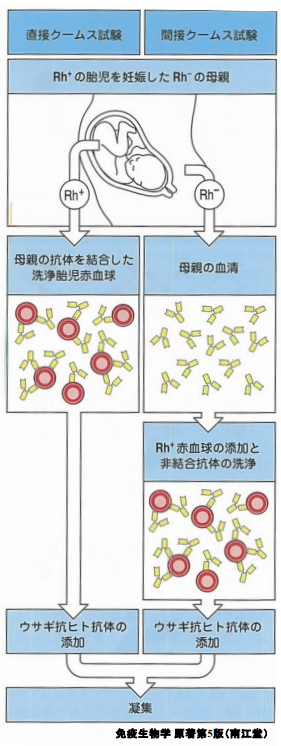 直接クームス試験
間接クームス試験
Rh⁺の胎児を妊娠したRh⁻の母親
Rh⁺
Rh⁻
母親の抗体を結合した
洗浄胎児赤血球
母親の血清
Rh⁺赤血球の添加と
非結合抗体の洗浄
ウサギ抗ヒト抗体の
添加
ウサギ抗ヒト抗体の
添加
凝集
免疫生物学 原著第5版(南江堂)